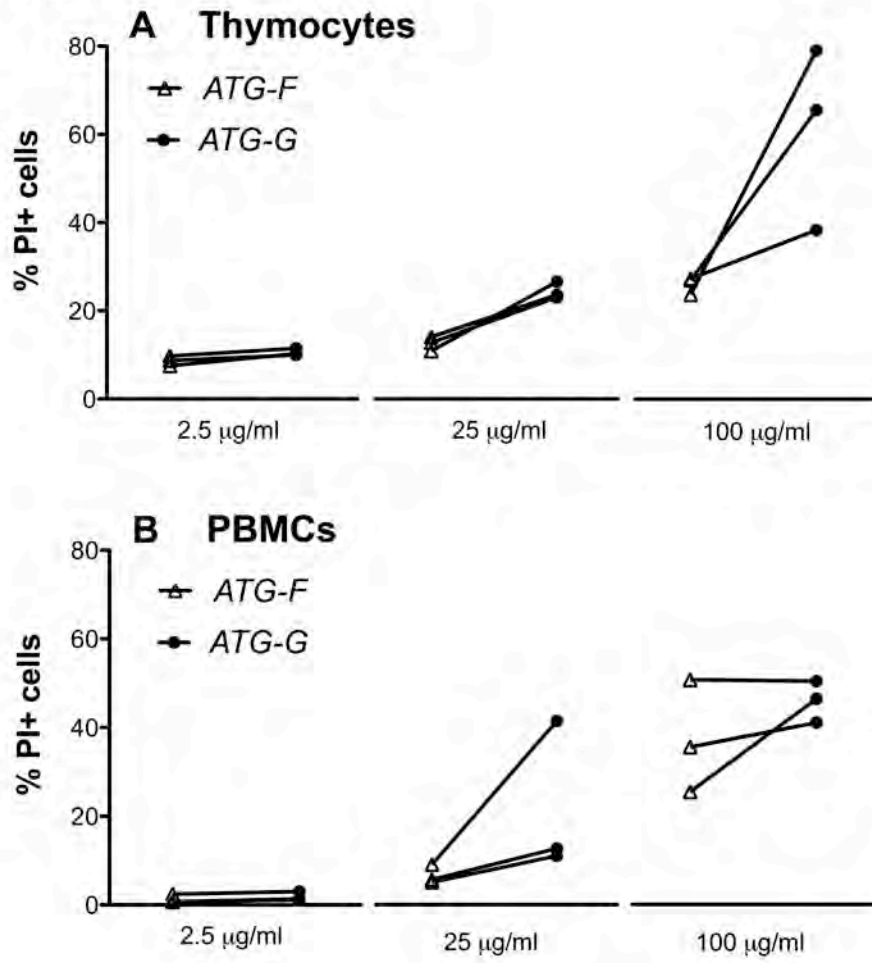 A Thymocytes
80
ATG-F
60
ATG-G
40
20
0
% PI+ cells
2.5 µg/ml 25 µg/ml 100 µg/ml
B PBMCs
80
ATG-F
60
ATG-G
40
20
0
% PI+ cells
2.5 µg/ml 25 µg/ml 100 µg/ml